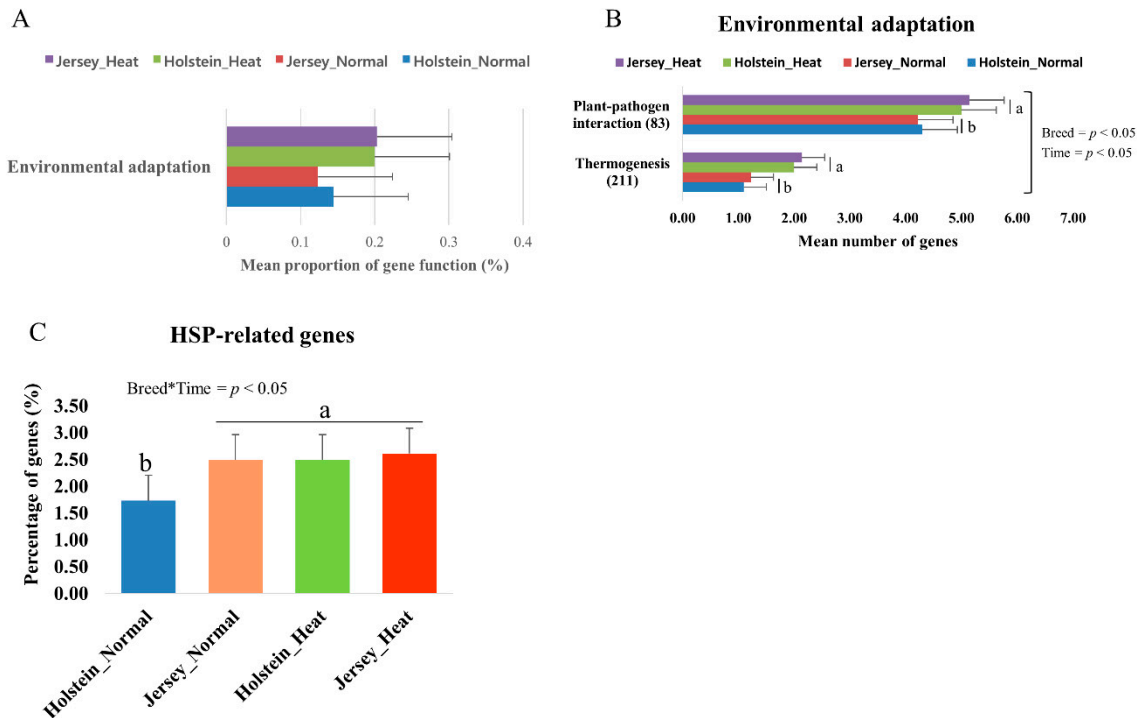 A
Jersey_Heat Holstein_Heat Jersey_Normal Holstein_Normal
Environmental adaptation
0 0.1 0.2 0.3 0.4
Mean proportion of gene function (%)
B
Environmental adaptation
Jersey_Heat Holstein_Heat Jersey_Normal Holstein_Normal
Plant-pathogen
interaction (83)
a
b
Thermogenesis
(211)
a
b
Breed = p < 0.05
Time = p < 0.05
0.00 1.00 2.00 3.00 4.00 5.00 6.00 7.00
Mean number of genes
C
HSP-related genes
Breed*Time = p < 0.05
Percentage of genes (%)
3.50
3.00
2.50
2.00
1.50
1.00
0.50
0.00
b
a
Holstein_Normal
Jersey_Normal
Holstein_Heat
Jersey_Heat